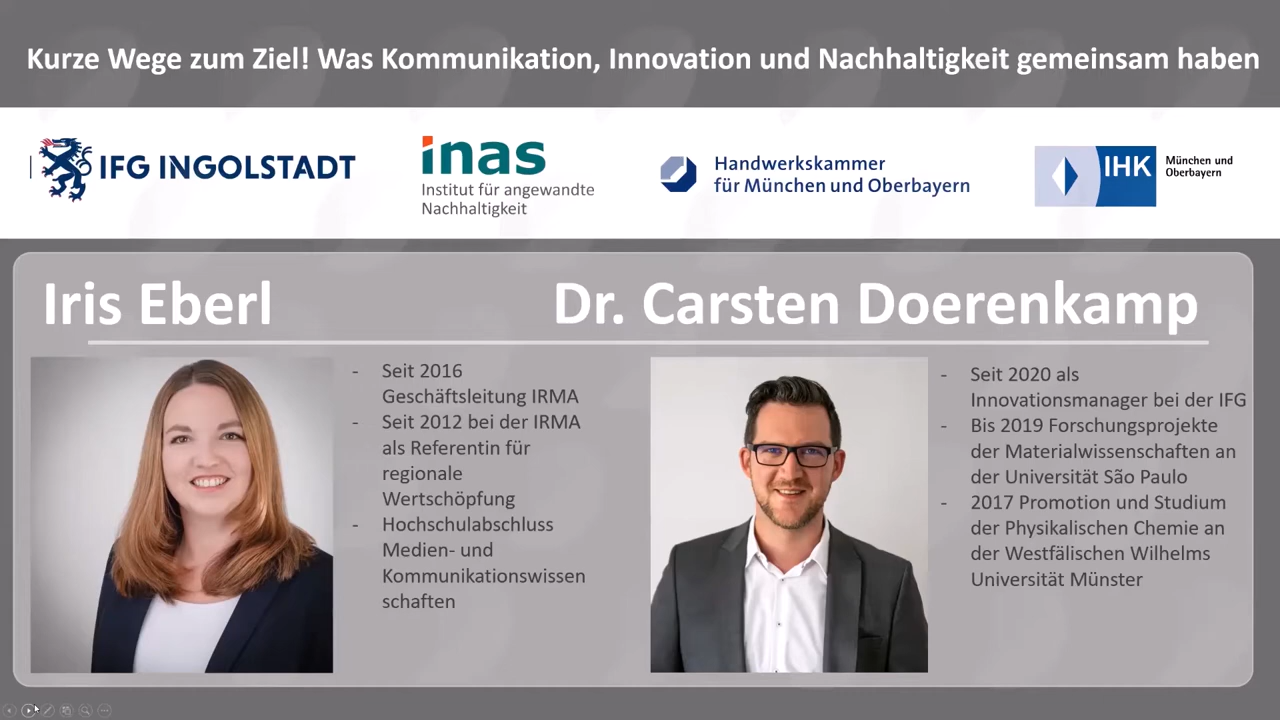 Kurze Wege zum Ziel! Was Kommunikation, Innovation und Nachhaltigkeit gemeinsam haben
IFG INGOLSTADT
inas
Institut für angewandte
Nachhaltigkeit
Handwerkskammer
für München und Oberbayern
IHK
München und
Oberbayern
Iris Eberl
- Seit 2016
Geschäftsleitung IRMA
- Seit 2012 bei der IRMA
als Referentin für
regionale
Wertschöpfung
- Hochschulabschluss
Medien- und
Kommunikationswissen
schaften
Dr. Carsten Doerenkamp
- Seit 2020 als
Innovationsmanager bei der IFG
- Bis 2019 Forschungsprojekte
der Materialwissenschaften an
der Universität São Paulo
- 2017 Promotion und Studium
der Physikalischen Chemie an
der Westfälischen Wilhelms
Universität Münster